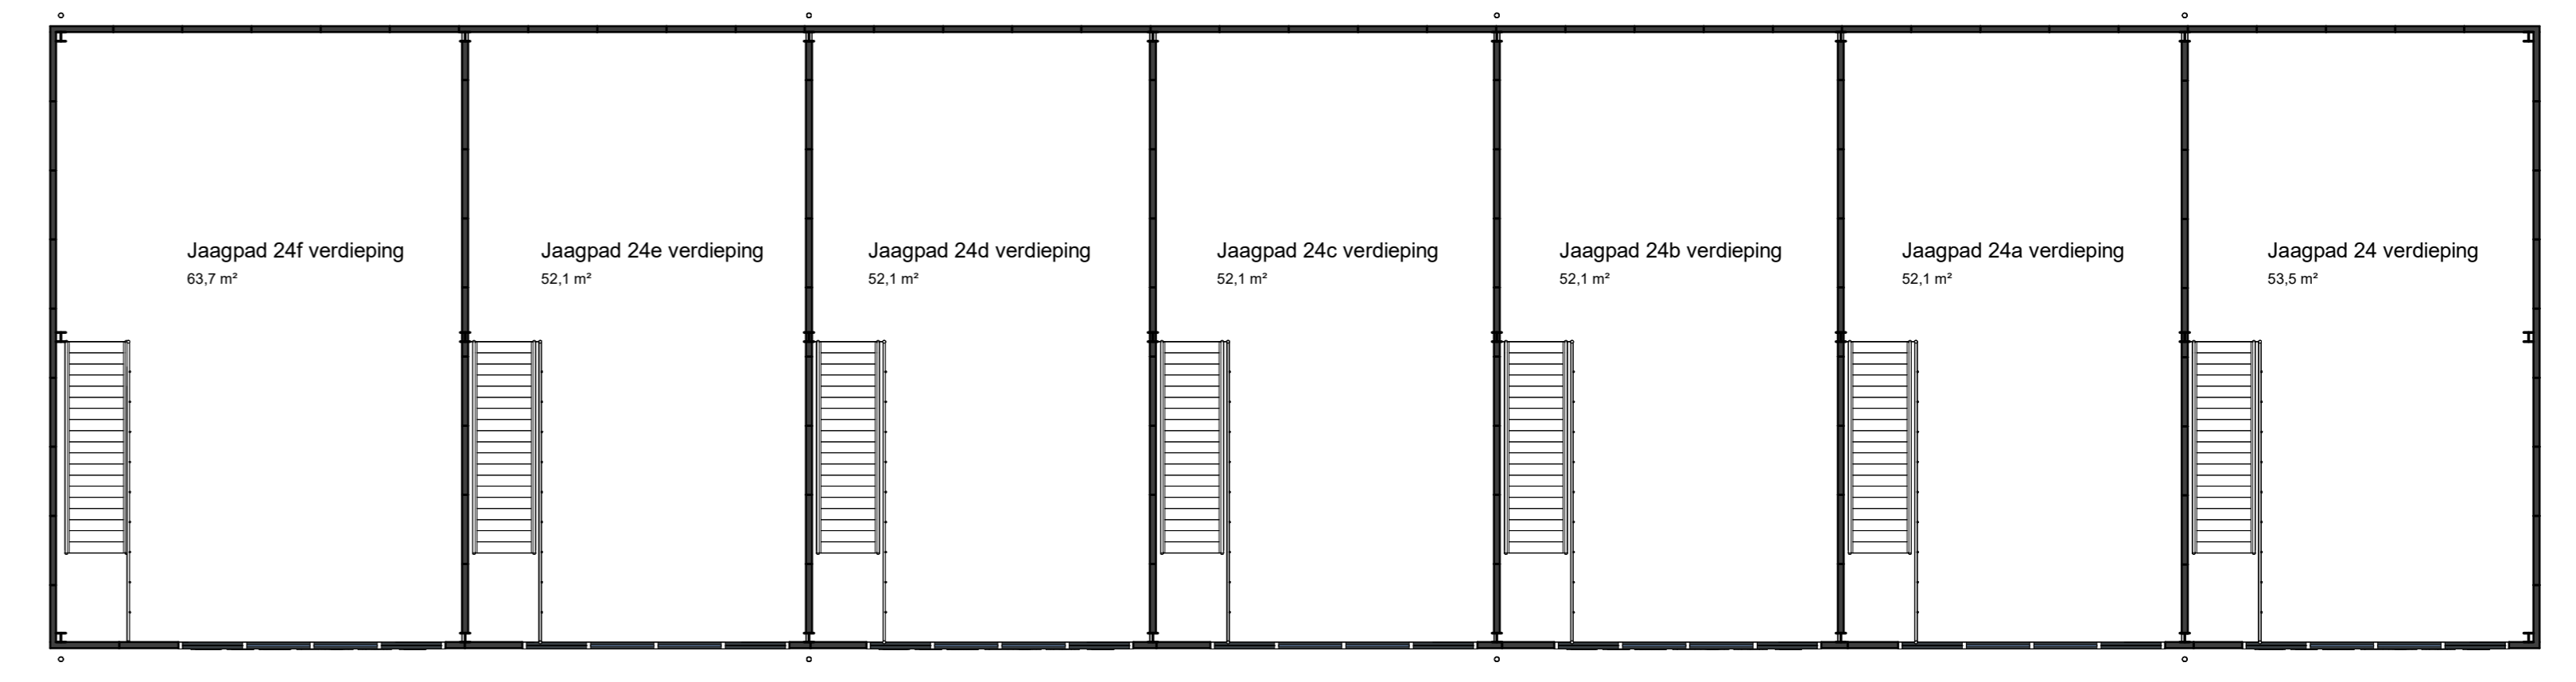 Jaagpad 24f verdieping
63,7 m²
Jaagpad 24e verdieping
52,1 m²
Jaagpad 24d verdieping
52,1 m²
Jaagpad 24c verdieping
52,1 m²
Jaagpad 24b verdieping
52,1 m²
Jaagpad 24a verdieping
52,1 m²
Jaagpad 24 verdieping
53,5 m²